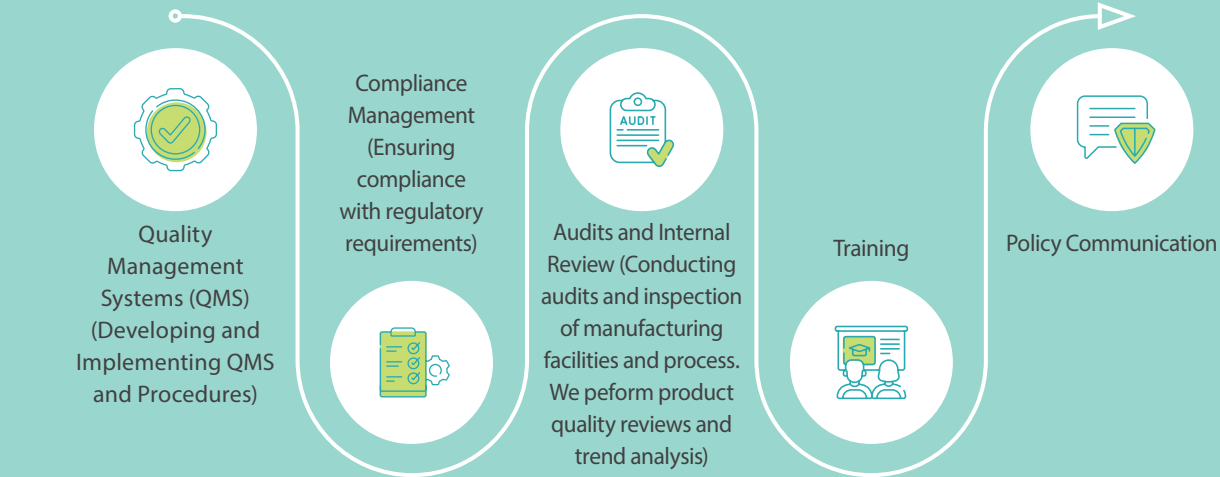 Quality
Management
Systems (QMS)
(Developing and
Implementing QMS
and Procedures)
Compliance
Management
(Ensuring
compliance
with regulatory
requirements)
AUDIT
Audits and Internal
Review (Conducting
audits and inspection
of manufacturing
facilities and process.
We peform product
quality reviews and
trend analysis)
Training
Policy Communication